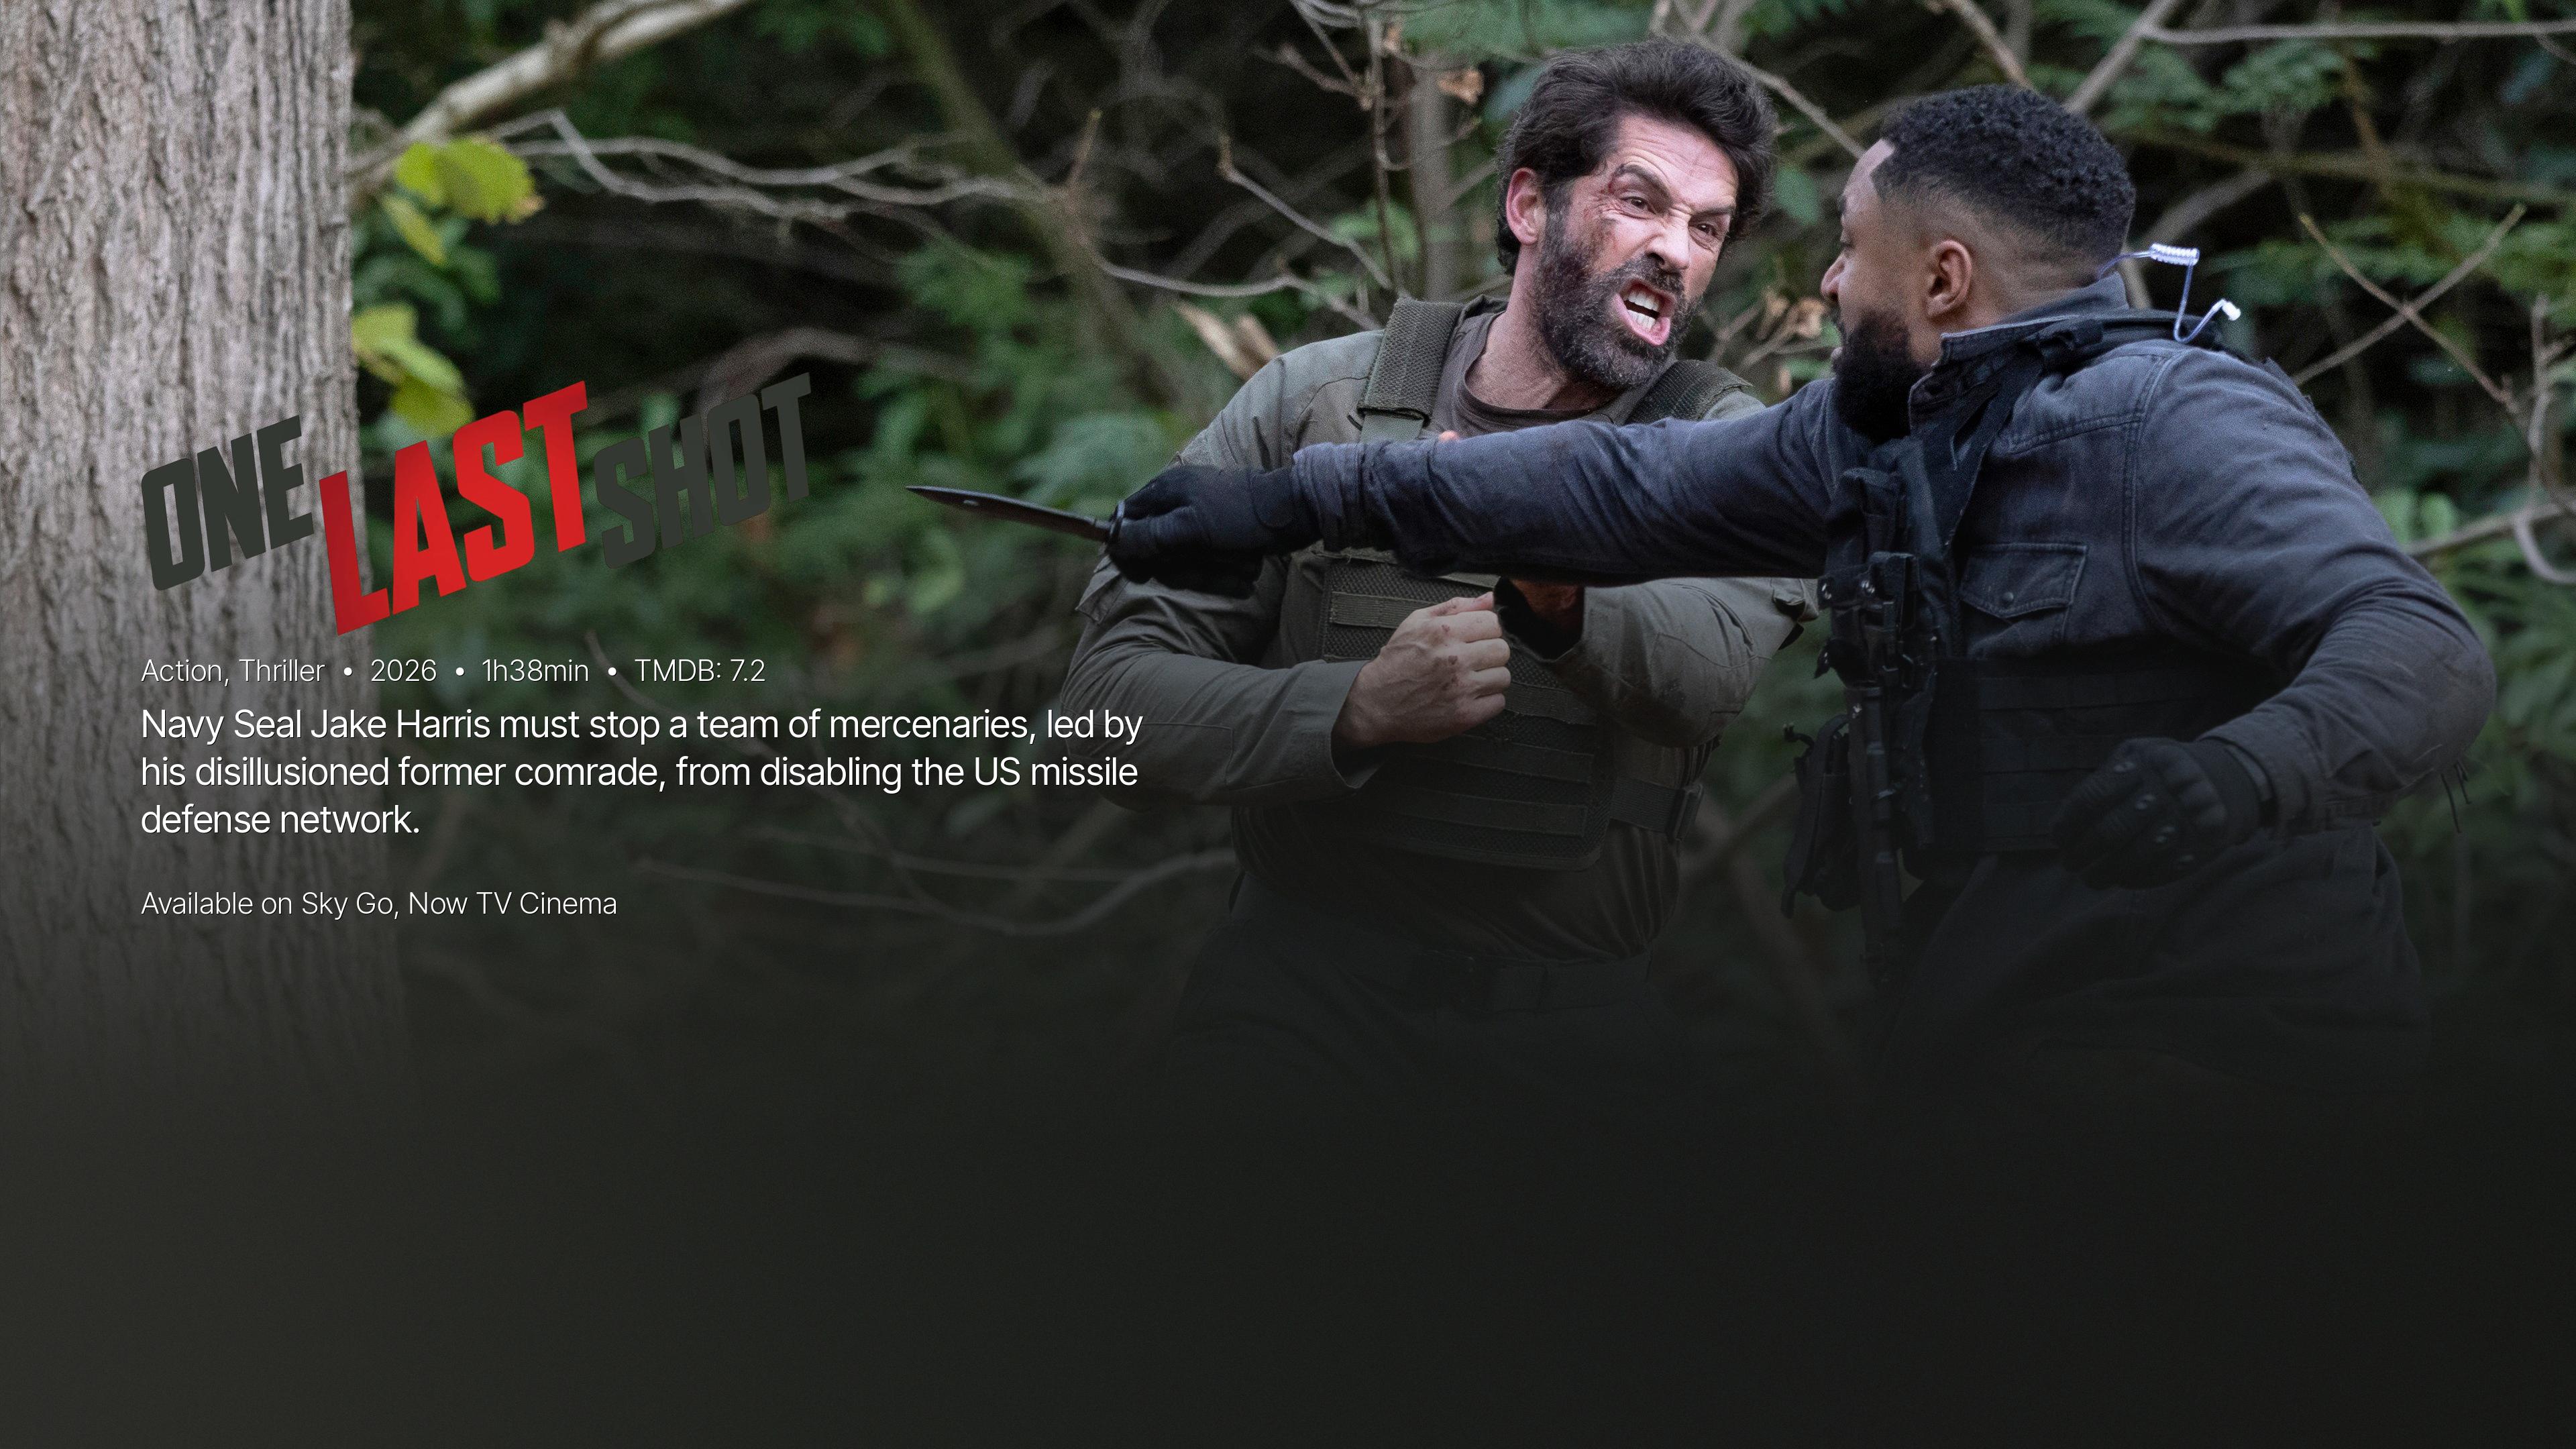 ONE LAST SHOT
Action, Thriller • 2026 • 1h38min • TMDB: 7.2
Navy Seal Jake Harris must stop a team of mercenaries, led by
his disillusioned former comrade, from disabling the US missile
defense network.
Available on Sky Go, Now TV Cinema